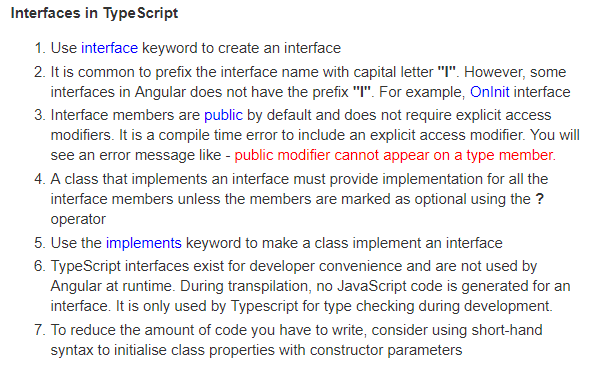 Interfaces in TypeScript
1. Use interface keyword to create an interface
2. It is common to prefix the interface name with capital letter "I". However, some
interfaces in Angular does not have the prefix "I". For example, OnInit interface
3. Interface members are public by default and does not require explicit access
modifiers. It is a compile time error to include an explicit access modifier. You will
see an error message like - public modifier cannot appear on a type member.
4. A class that implements an interface must provide implementation for all the
interface members unless the members are marked as optional using the ?
operator
5. Use the implements keyword to make a class implement an interface
6. TypeScript interfaces exist for developer convenience and are not used by
Angular at runtime. During transpilation, no JavaScript code is generated for an
interface. It is only used by Typescript for type checking during development.
7. To reduce the amount of code you have to write, consider using short-hand
syntax to initialise class properties with constructor parameters